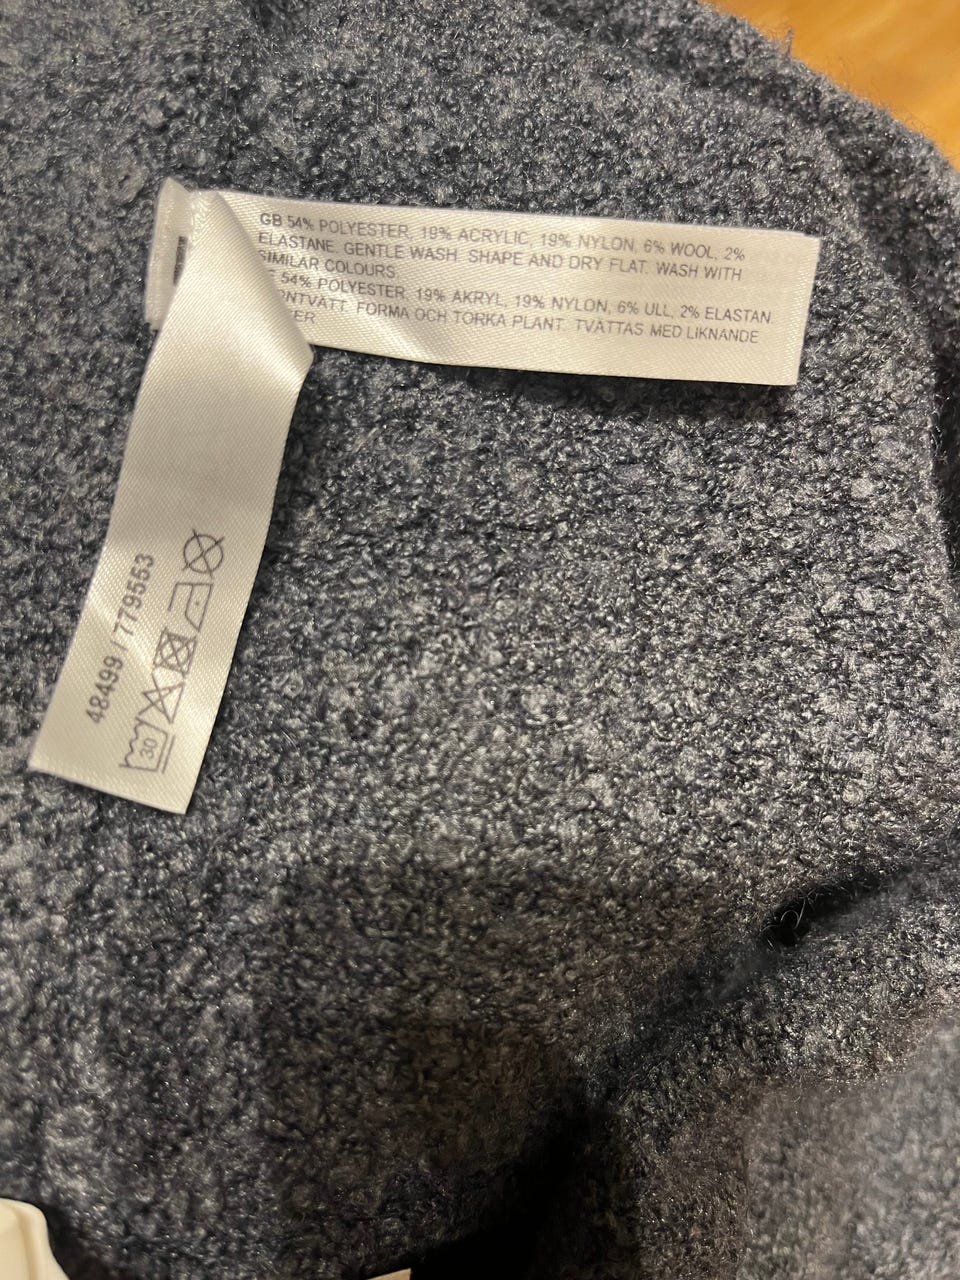 GB 54% POLYESTER, 19% ACRYLIC, 19% NYLON, 6% WOOL, 2%
ELASTANE. GENTLE WASH. SHAPE AND DRY FLAT. WASH WITH
SIMILAR COLOURS.
54% POLYESTER, 19% AKRYL, 19% NYLON, 6% ULL, 2% ELASTAN.
FORMA OCH TORKA PLANT. TVÄTTAS MED LIKNANDE
48499 / 779553
30